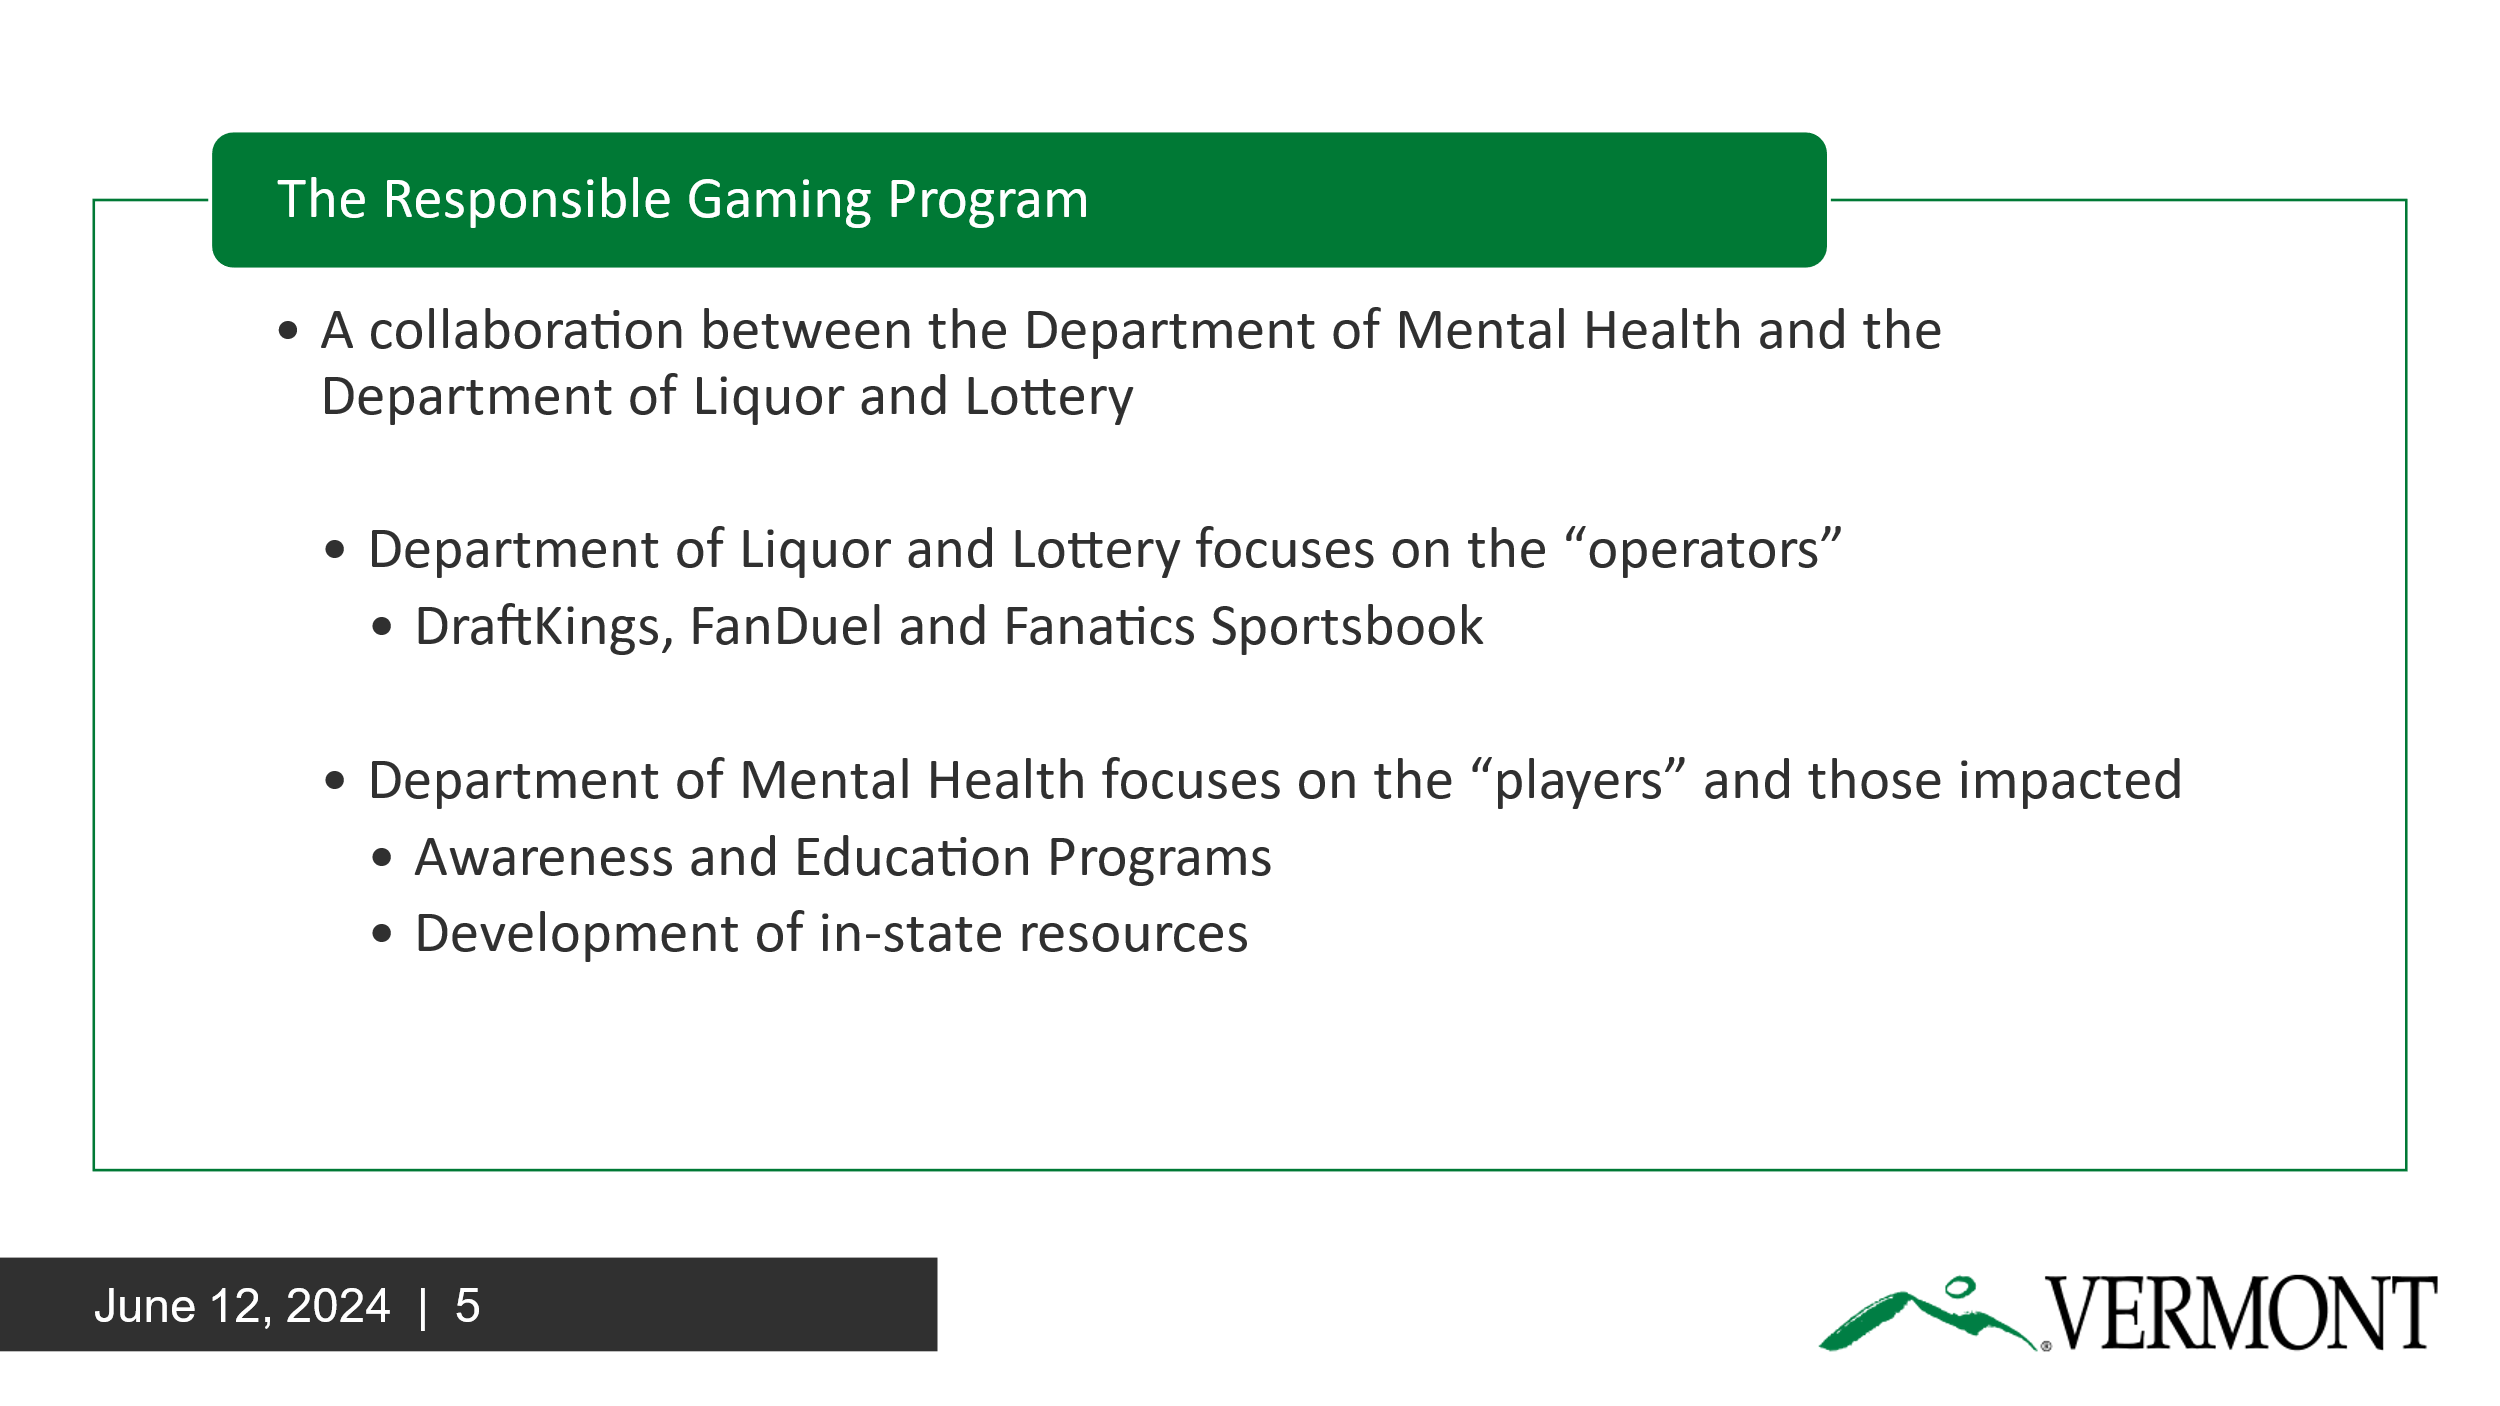 The Responsible Gaming Program
• A collaboration between the Department of Mental Health and the
Department of Liquor and Lottery
• Department of Liquor and Lottery focuses on the “operators”
• DraftKings, FanDuel and Fanatics Sportsbook
• Department of Mental Health focuses on the “players” and those impacted
• Awareness and Education Programs
• Development of in-state resources
June 12, 2024 | 5
® VERMONT